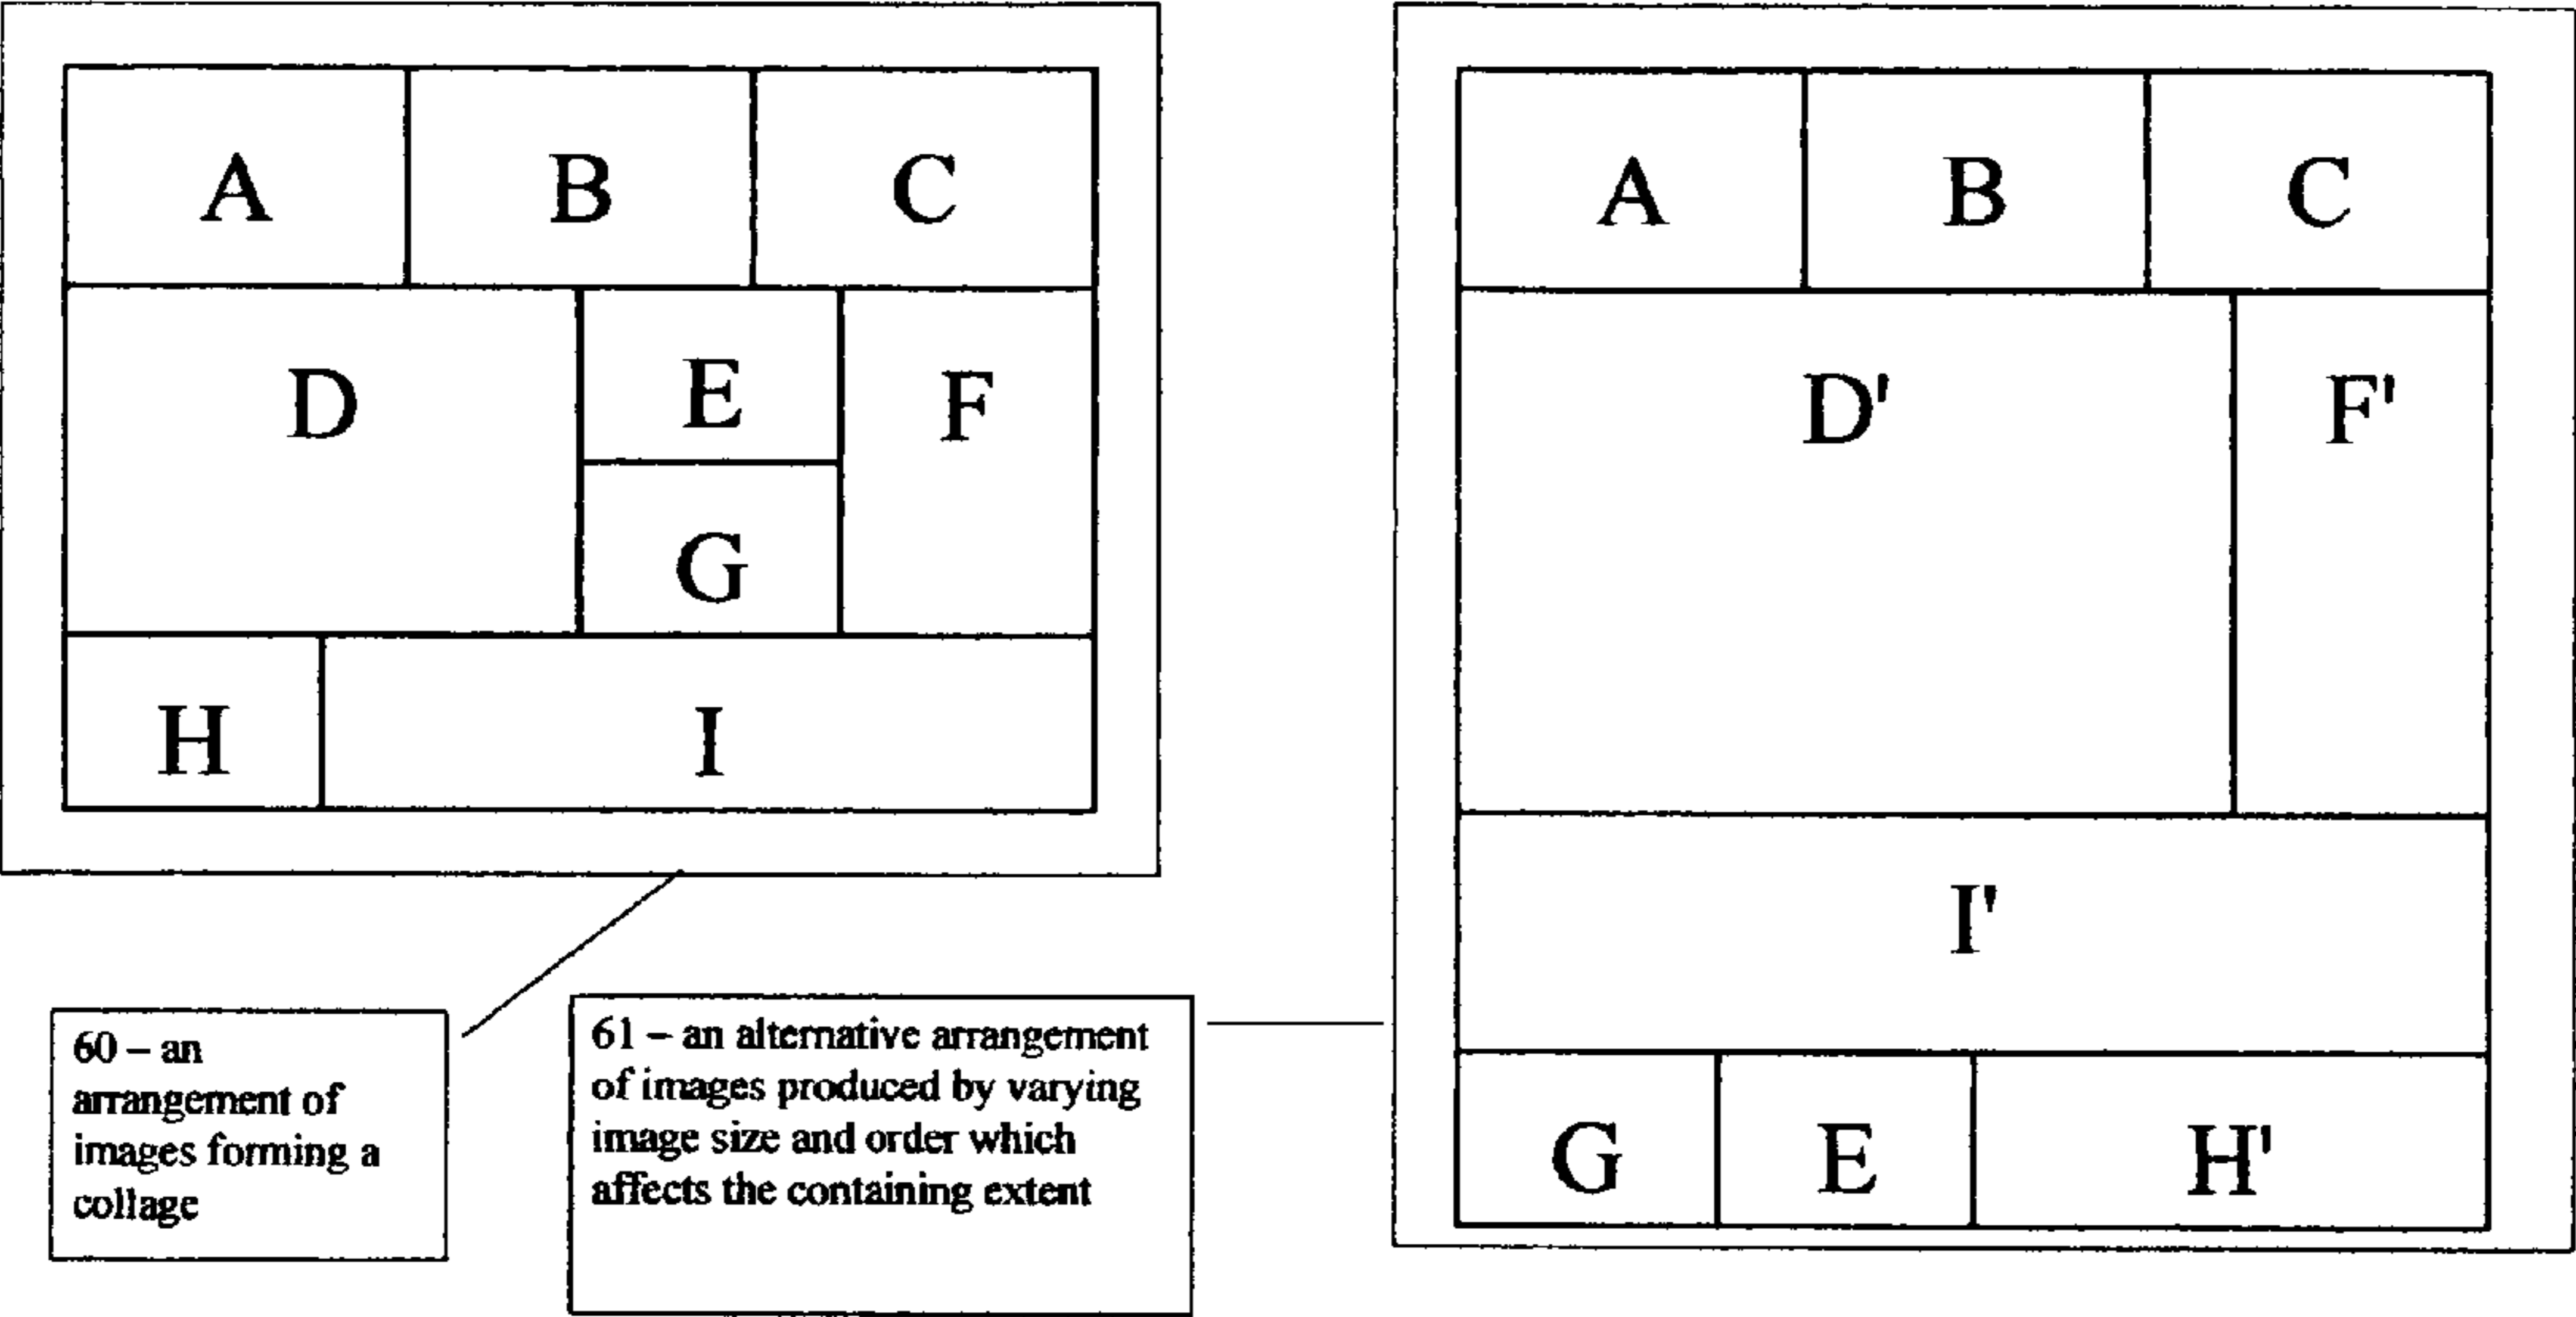 A B C
D E F
G
H I
A B C
D' F'
I'
G E H'
60 – an
arrangement of
images forming a
collage
61 – an alternative arrangement
of images produced by varying
image size and order which
affects the containing extent